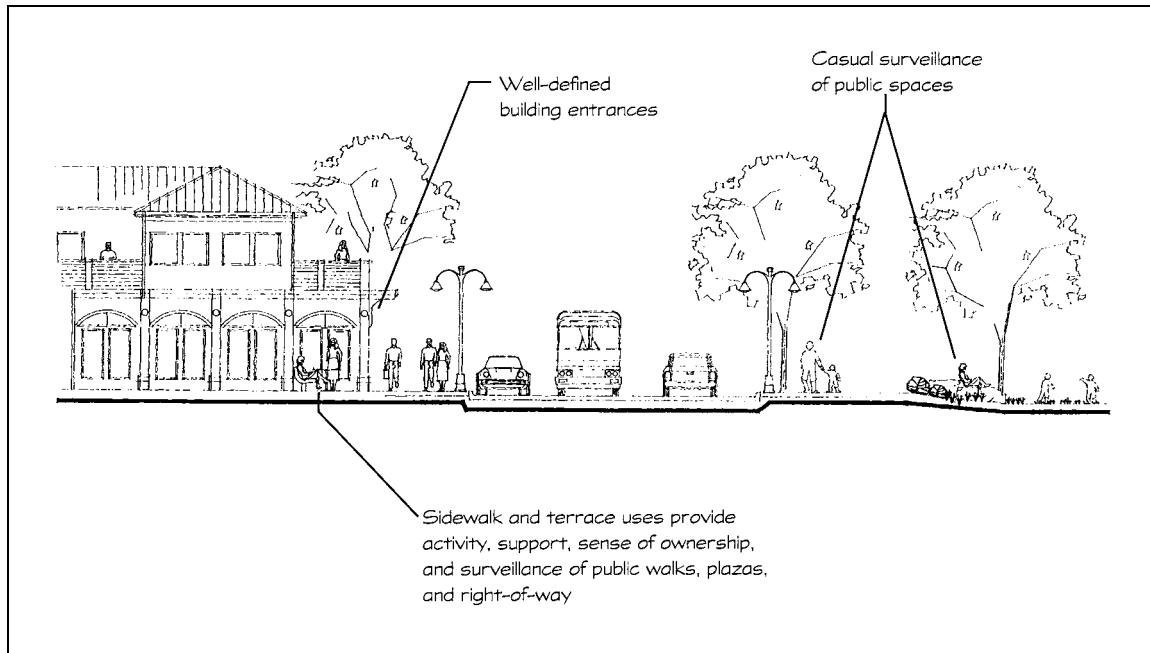 Casual surveillance
of public spaces
Well-defined
building entrances
Sidewalk and terrace uses provide
activity, support, sense of ownership,
and surveillance of public walks, plazas,
and right-of-way